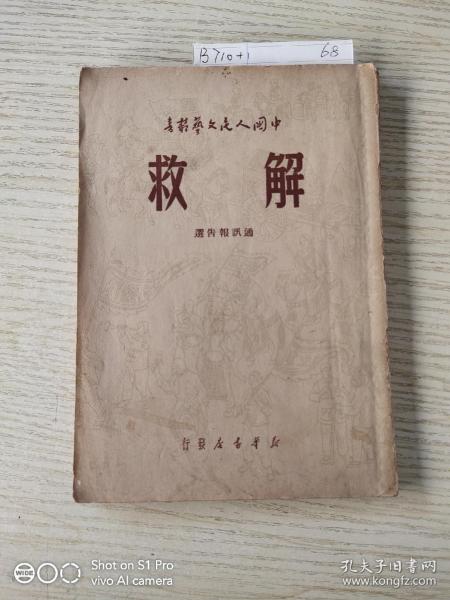 B710+1 68
中国人民文藝叢書
解救
通訊報告選
新華書店發行
WIDE
Shot on S1 Pro
vivo AI camera
孔夫子旧书网
www.kongfz.com